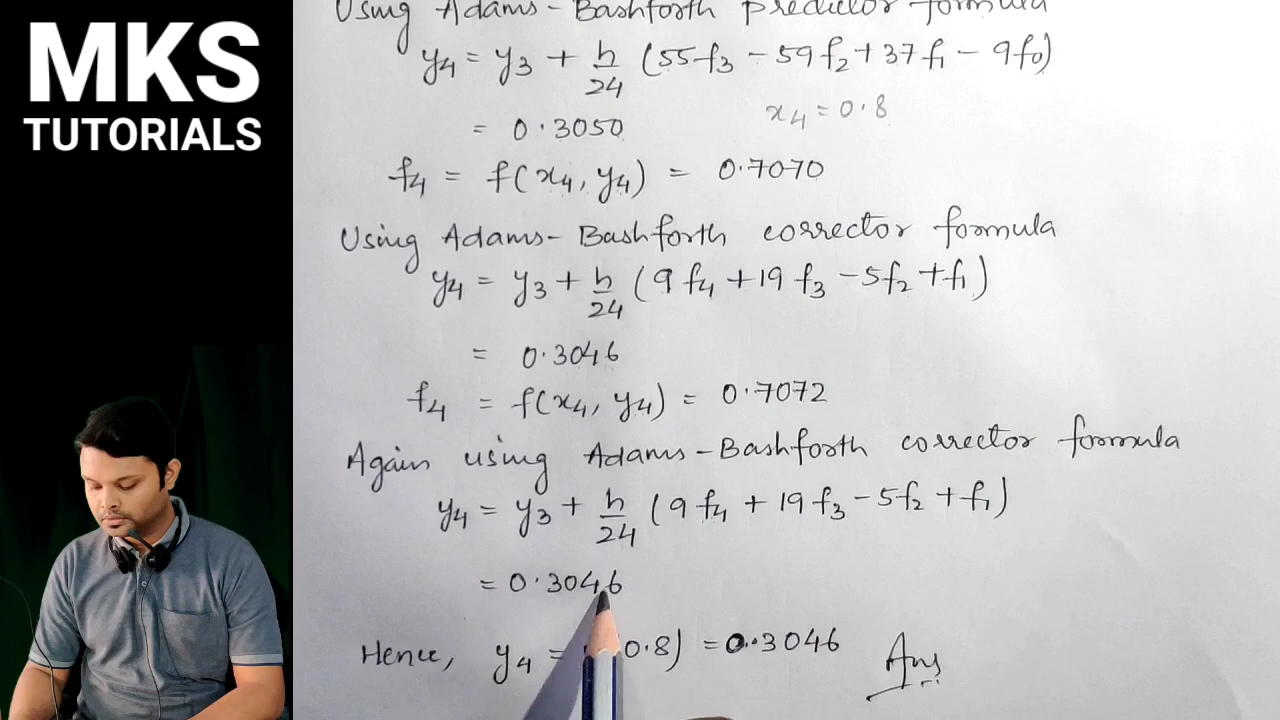 MKS
TUTORIALS
Using Adams-Bashforth predictor formula
y₄ = y₃ + h/24 (55f₃ - 59f₂ + 37f₁ - 9f₀)
= 0.3050
x₄ = 0.8
f₄ = f(x₄, y₄) = 0.7070
Using Adams-Bashforth corrector formula
y₄ = y₃ + h/24 (9f₄ + 19f₃ - 5f₂ + f₁)
= 0.3046
f₄ = f(x₄, y₄) = 0.7072
Again using Adams-Bashforth corrector formula
y₄ = y₃ + h/24 (9f₄ + 19f₃ - 5f₂ + f₁)
= 0.3046
Hence, y₄ = 0.8) = 0.3046 Ans